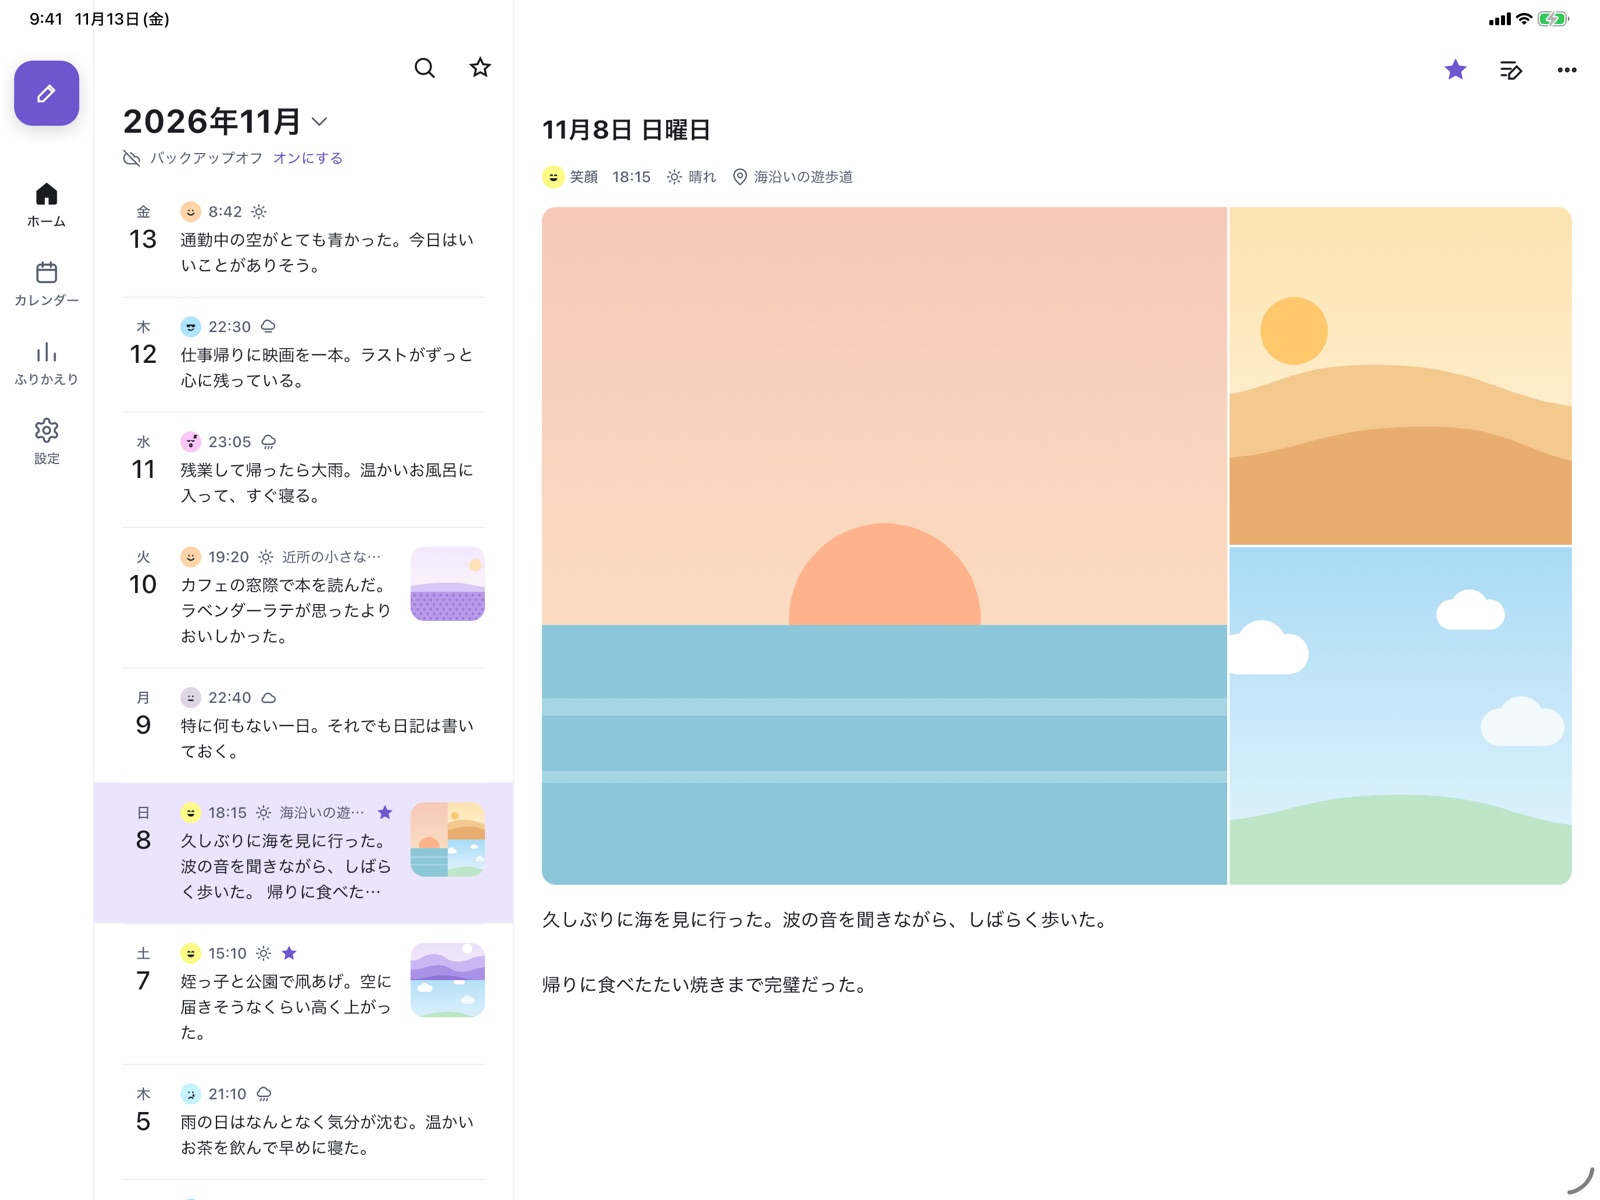 9:41 11月13日(金)
ホーム
カレンダー
ふりかえり
設定
2026年11月
バックアップオフ オンにする
金
13
8:42
通勤中の空がとても青かった。今日はい
いことがありそう。
木
12
22:30
仕事帰りに映画を一本。ラストがずっと
心に残っている。
水
11
23:05
残業して帰ったら大雨。温かいお風呂に
入って、すぐ寝る。
火
10
19:20 近所の小さな…
カフェの窓際で本を読んだ。
ラベンダーラテが思ったより
おいしかった。
月
9
22:40
特に何もない一日。それでも日記は書い
ておく。
日
8
18:15 海沿いの遊…
久しぶりに海を見に行った。
波の音を聞きながら、しばら
く歩いた。 帰りに食べた…
土
7
15:10
姪っ子と公園で凧あげ。空に
届きそうなくらい高く上がっ
た。
木
5
21:10
雨の日はなんとなく気分が沈む。温かい
お茶を飲んで早めに寝た。
11月8日 日曜日
笑顔 18:15 晴れ 海沿いの遊歩道
久しぶりに海を見に行った。波の音を聞きながら、しばらく歩いた。
帰りに食べたたい焼きまで完璧だった。